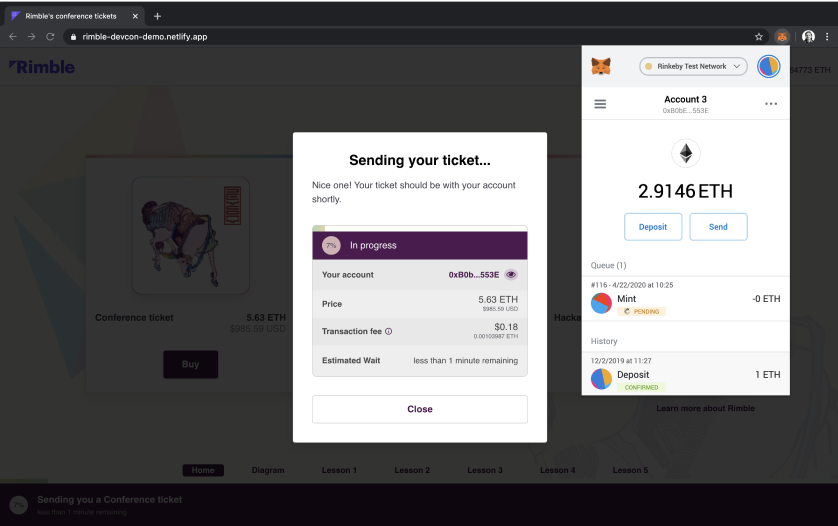 Rimble's conference tickets
rimble-devcon-demo.netlify.app
Rimble
54773 ETH
Rinkeby Test Network
Account 3
0xB0bE...553E
2.9146 ETH
Deposit
Send
Queue (1)
#116 - 4/22/2020 at 10:25
Mint
-0 ETH
PENDING
History
12/2/2019 at 11:27
Deposit
1 ETH
CONFIRMED
Sending your ticket...
Nice one! Your ticket should be with your account
shortly.
7%
In progress
Your account
0xB0b...553E
Price
5.63 ETH
$985.59 USD
Transaction fee
$0.18
0.00103987 ETH
Estimated Wait
less than 1 minute remaining
Close
Conference ticket
5.63 ETH
$985.59 USD
Buy
Hacka
Learn more about Rimble
Home
Diagram
Lesson 1
Lesson 2
Lesson 3
Lesson 4
Lesson 5
7%
Sending you a Conference ticket
less than 1 minute remaining